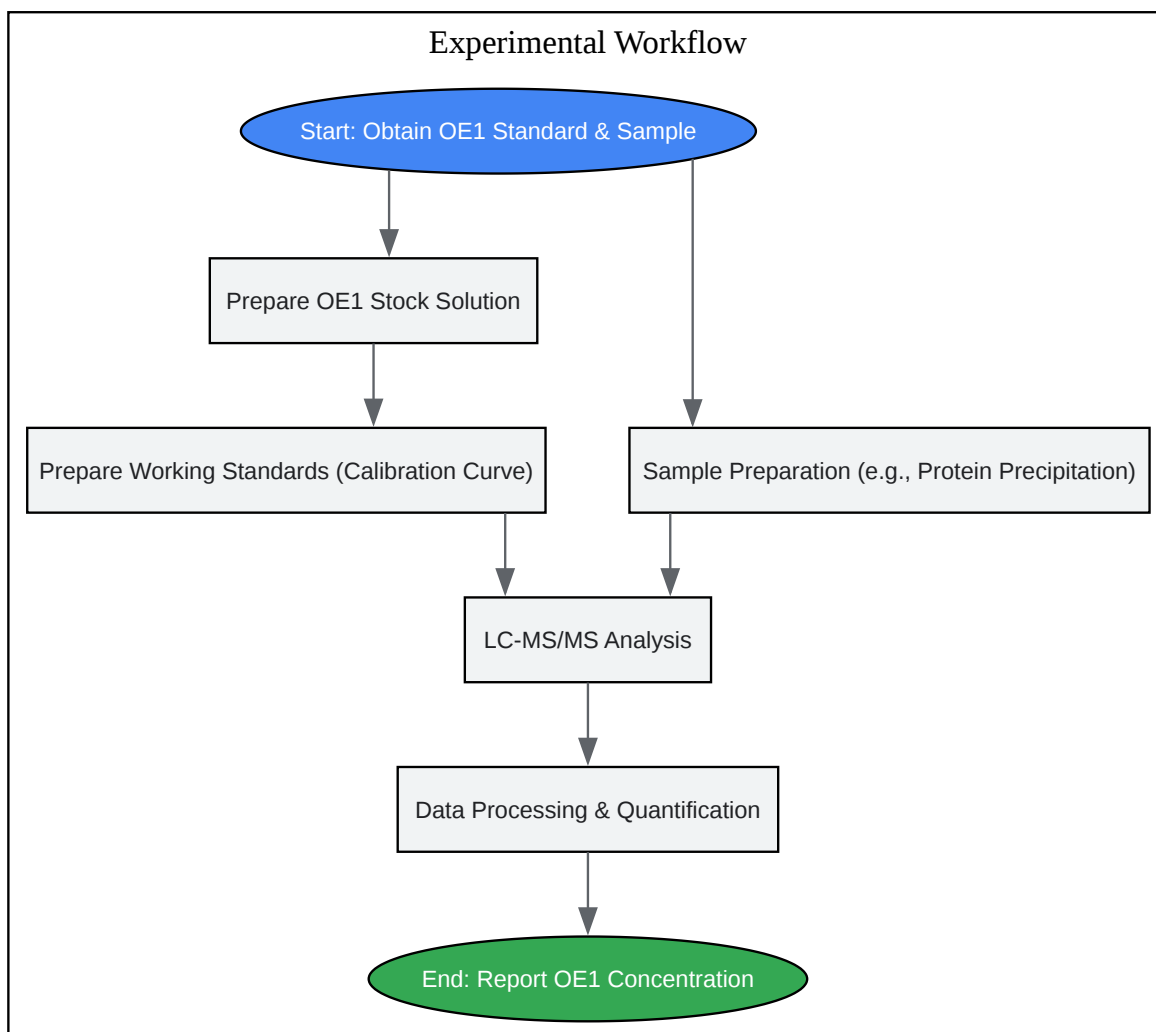 Experimental Workflow
Start: Obtain OE1 Standard & Sample
Prepare OE1 Stock Solution
Prepare Working Standards (Calibration Curve)
Sample Preparation (e.g., Protein Precipitation)
LC-MS/MS Analysis
Data Processing & Quantification
End: Report OE1 Concentration